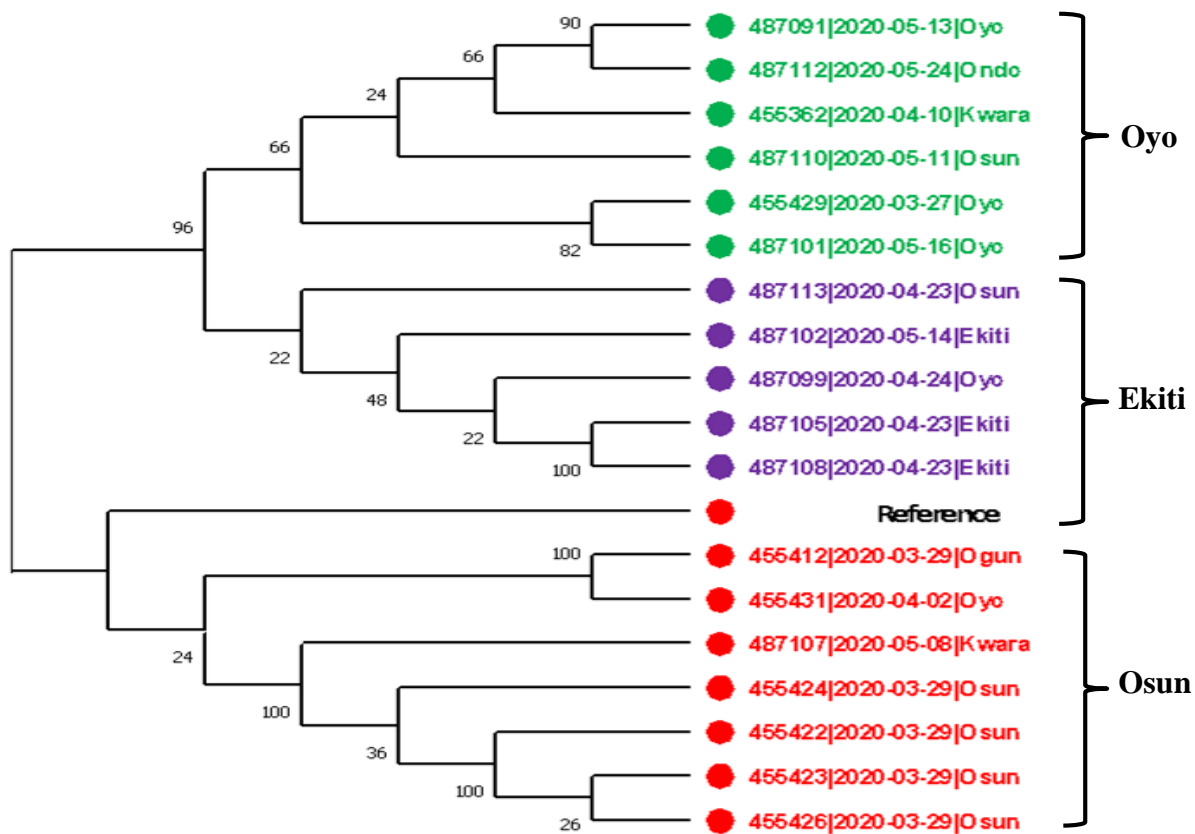 90
487091|2020-05-13|Oyo
66
487112|2020-05-24|Ondo
24
455362|2020-04-10|Kwara
Oyo
66
487110|2020-05-11|Osun
455429|2020-03-27|Oyo
96
82
487101|2020-05-16|Oyo
487113|2020-04-23|Osun
487102|2020-05-14|Ekiti
22
487099|2020-04-24|Oyo
48
Ekiti
487105|2020-04-23|Ekiti
22
487108|2020-04-23|Ekiti
100
Reference
100
455412|2020-03-29|Ogun
455431|2020-04-02|Oyo
487107|2020-05-08|Kwara
24
455424|2020-03-29|Osun
Osun
100
455422|2020-03-29|Osun
36
455423|2020-03-29|Osun
100
455426|2020-03-29|Osun
26